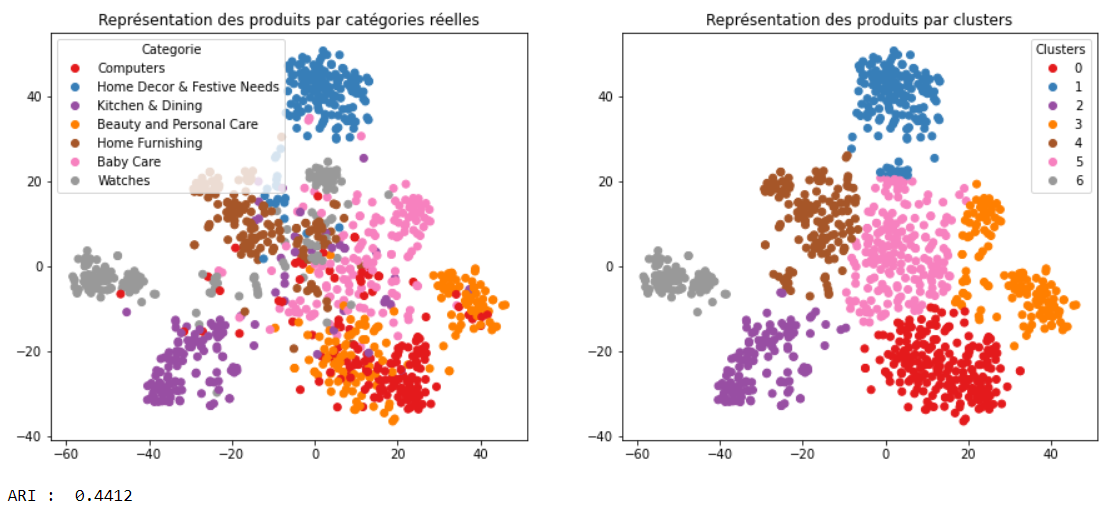 Représentation des produits par catégories réelles
Categorie
Computers
Home Decor & Festive Needs
Kitchen & Dining
Beauty and Personal Care
Home Furnishing
Baby Care
Watches
40
20
0
−20
−40
−60
−40
−20
0
20
40
Représentation des produits par clusters
Clusters
0
1
2
3
4
5
6
40
20
0
−20
−40
−60
−40
−20
0
20
40
ARI : 0.4412